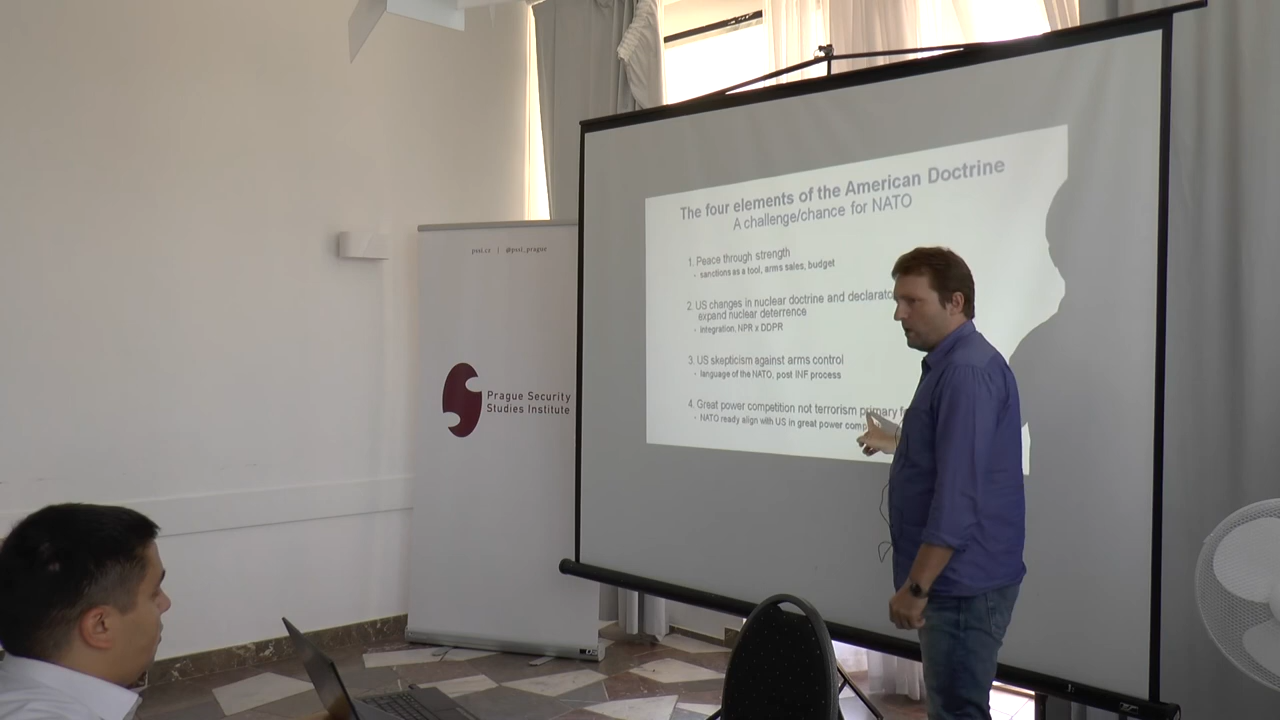 pssi.cz | @pssi_prague
Prague Security
Studies Institute
The four elements of the American Doctrine
A challenge/chance for NATO
1. Peace through strength
- sanctions as a tool, arms sales, budget
2. US changes in nuclear doctrine and declarato
expand nuclear deterrence
- integration, NPR x DDPR
3. US skepticism against arms control
- language of the NATO, post INF process
4. Great power competition not terrorism primary
- NATO ready align with US in great power comp